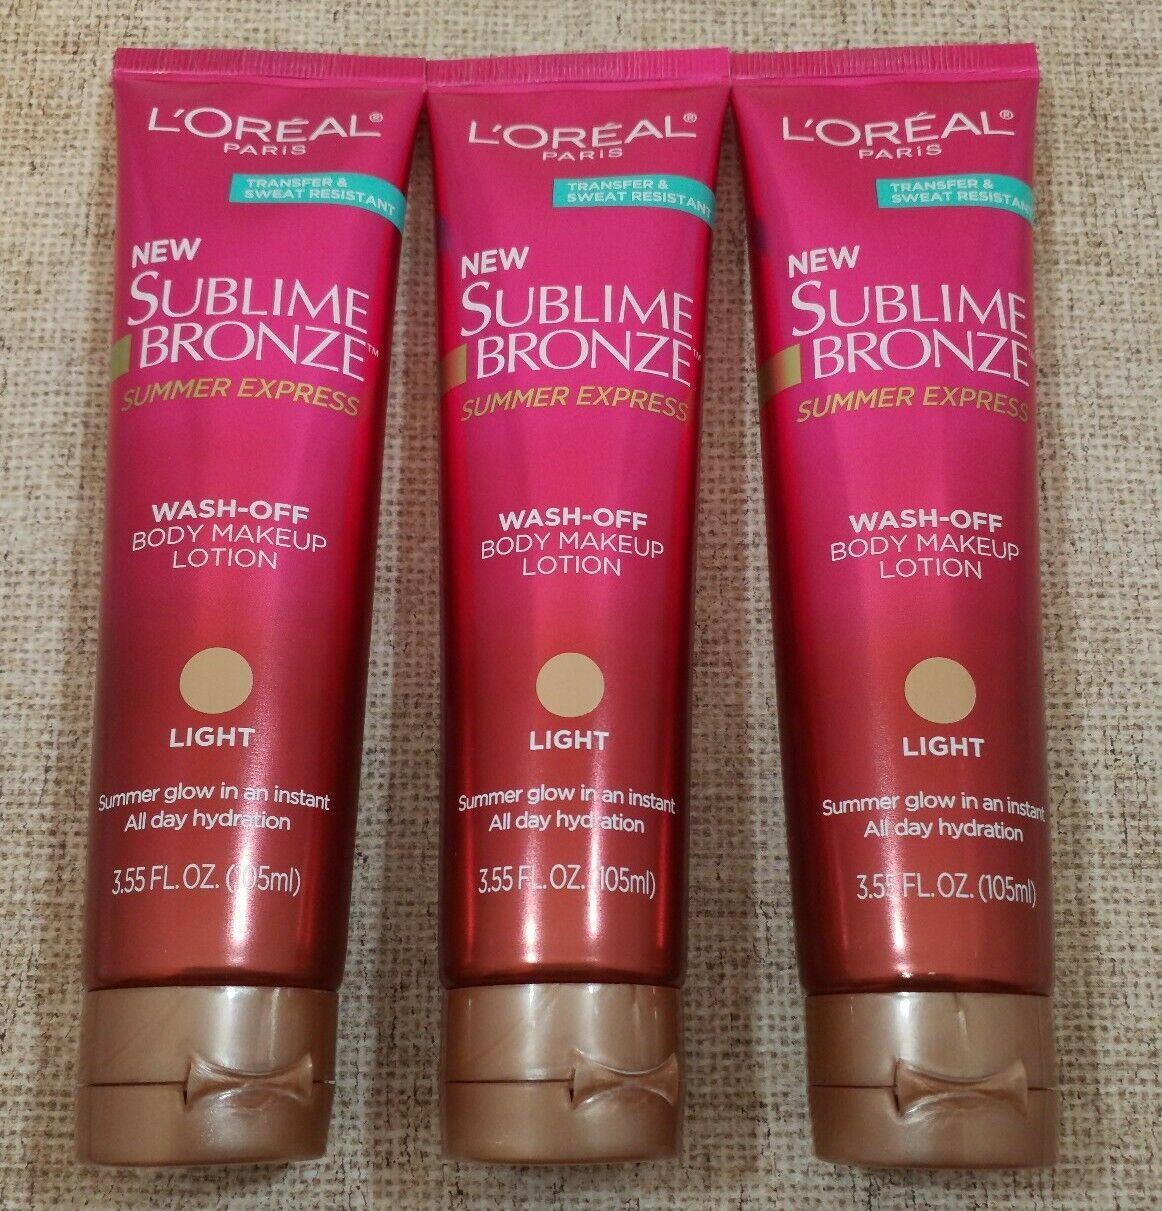 L'ORÉAL®
PARIS
TRANSFER &
SWEAT RESISTANT
NEW
SUBLIME
BRONZE™
SUMMER EXPRESS
WASH-OFF
BODY MAKEUP
LOTION
LIGHT
Summer glow in an instant
All day hydration
3.55 FL. OZ. (105ml)
L'ORÉAL®
PARIS
TRANSFER &
SWEAT RESISTANT
NEW
SUBLIME
BRONZE™
SUMMER EXPRESS
WASH-OFF
BODY MAKEUP
LOTION
LIGHT
Summer glow in an instant
All day hydration
3.55 FL. OZ. (105ml)
L'ORÉAL®
PARIS
TRANSFER &
SWEAT RESISTANT
NEW
SUBLIME
BRONZE
SUMMER EXPRESS
WASH-OFF
BODY MAKEUP
LOTION
LIGHT
Summer glow in an instant
All day hydration
3.55 FL. OZ. (105ml)